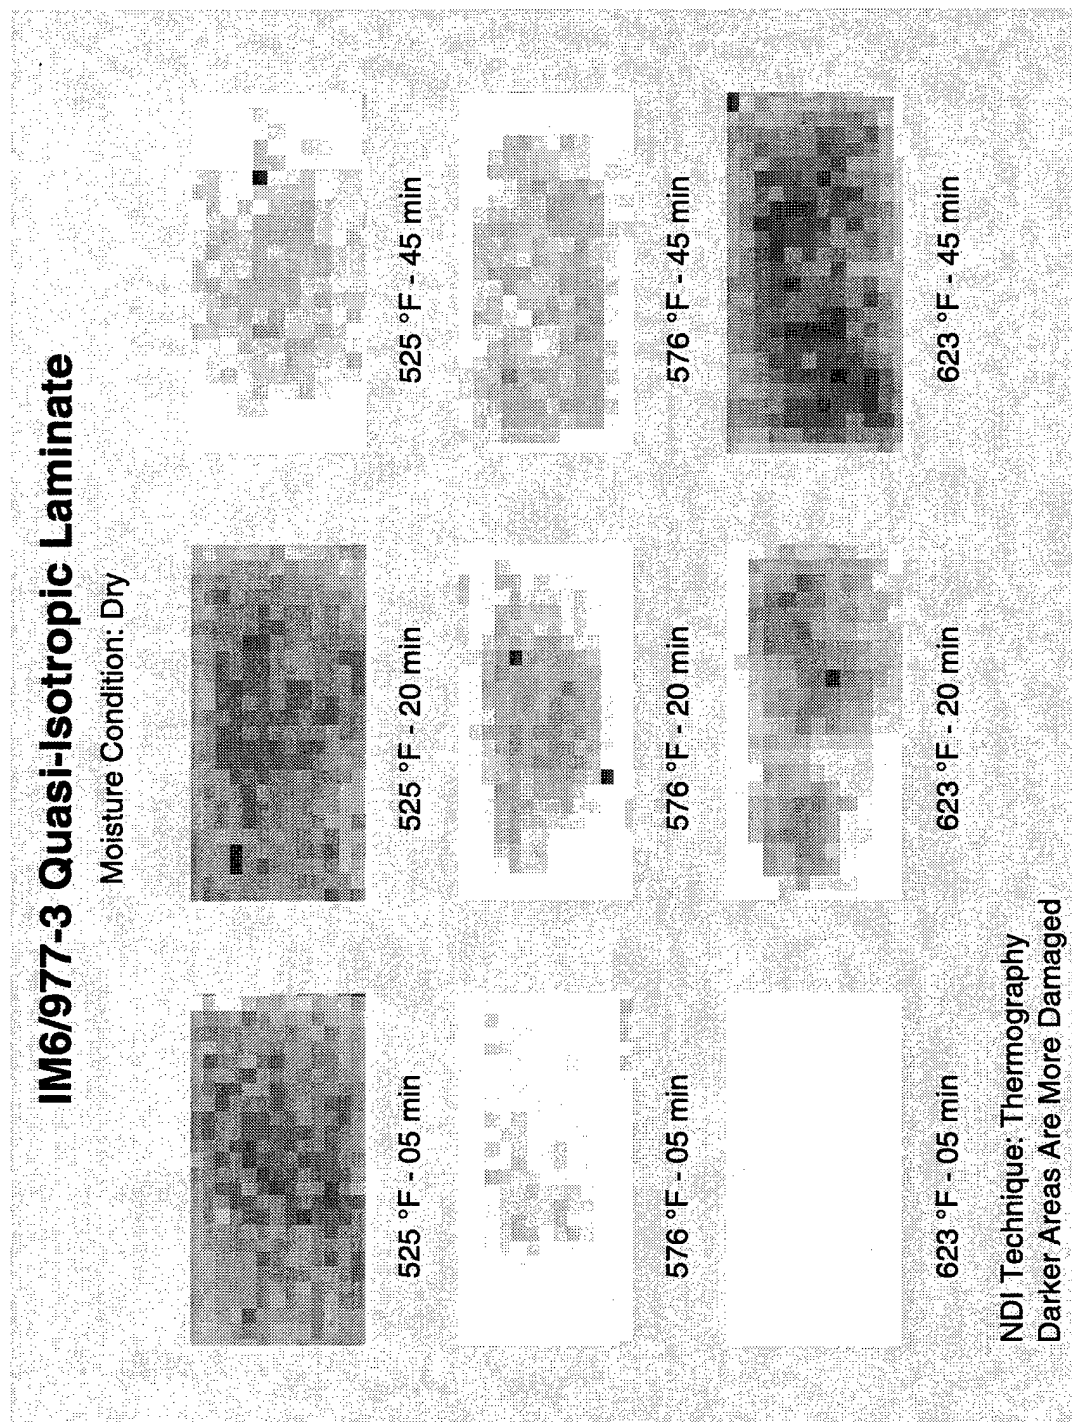 IM6/977-3 Quasi-Isotropic Laminate
Moisture Condition: Dry
525 °F - 05 min
525 °F - 20 min
525 °F - 45 min
576 °F - 05 min
576 °F - 20 min
576 °F - 45 min
623 °F - 05 min
623 °F - 20 min
623 °F - 45 min
NDI Technique: Thermography
Darker Areas Are More Damaged